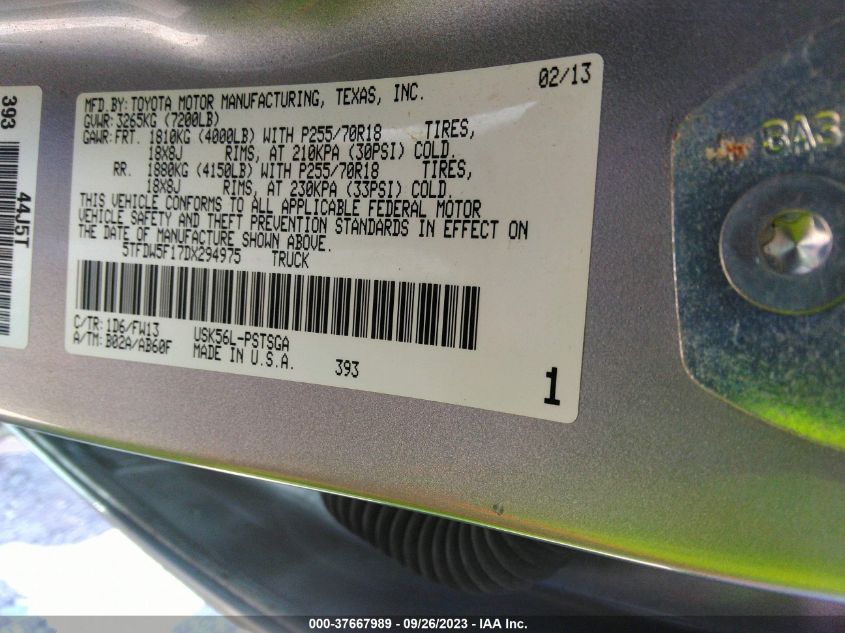 02/13
MFD.BY:TOYOTA MOTOR MANUFACTURING, TEXAS, INC.
GVWR:3265KG (7200LB)
GAWR:FRT. 1810KG (4000LB) WITH P255/70R18 TIRES,
18X8J RIMS, AT 210KPA (30PSI) COLD.
RR. 1880KG (4150LB) WITH P255/70R18 TIRES,
18X8J RIMS, AT 230KPA (33PSI) COLD.
THIS VEHICLE CONFORMS TO ALL APPLICABLE FEDERAL MOTOR
VEHICLE SAFETY AND THEFT PREVENTION STANDARDS IN EFFECT ON
THE DATE OF MANUFACTURE SHOWN ABOVE.
5TFDW5F17DX294975 TRUCK
C/TR:1D6/FW13 USK56L-PSTSGA
A/TM:B02A/AB60F MADE IN U.S.A. 393
1
393
44J5T
3A3
000-37667989 - 09/26/2023 - IAA Inc.